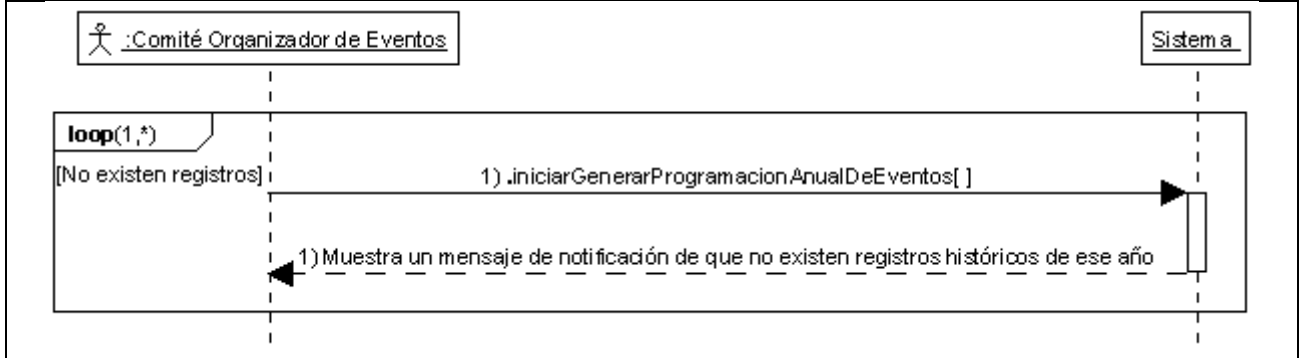 :Comité Organizador de Eventos
Sistema
loop(1,*)
[No existen registros]
1) .iniciarGenerarProgramacionAnualDeEventos[ ]
1) Muestra un mensaje de notificación de que no existen registros históricos de ese año